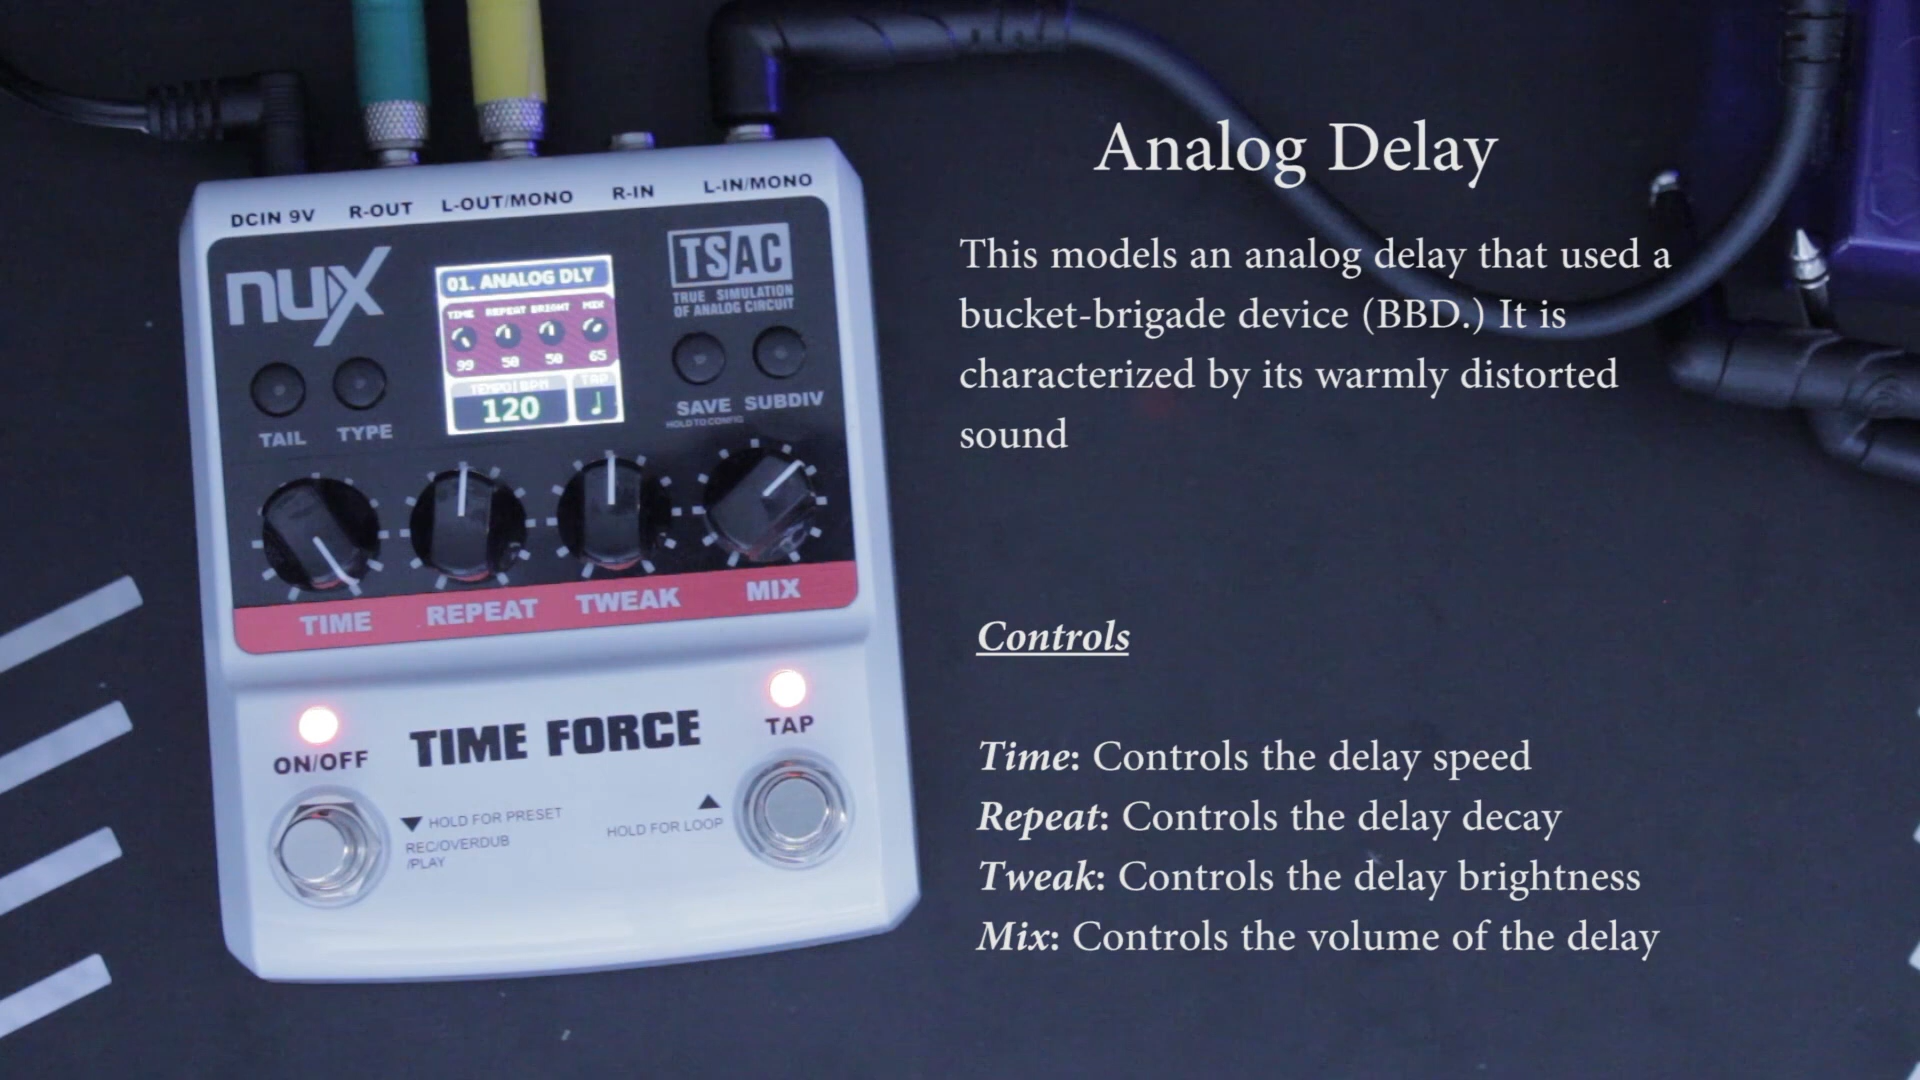 Analog Delay
This models an analog delay that used a
bucket-brigade device (BBD.) It is
characterized by its warmly distorted
sound
Controls
Time: Controls the delay speed
Repeat: Controls the delay decay
Tweak: Controls the delay brightness
Mix: Controls the volume of the delay
DCIN 9V R-OUT L-OUT/MONO R-IN L-IN/MONO
nux
TSAC
TRUE SIMULATION
OF ANALOG CIRCUIT
01. ANALOG DLY
TIME REPEAT BRIGHT MIX
99 50 50 65
TEMPO|BPM TAP
120
TAIL TYPE
SAVE SUBDIV
HOLD TO CONFIG
TIME REPEAT TWEAK MIX
TIME FORCE
ON/OFF
TAP
▼ HOLD FOR PRESET
REC/OVERDUB
/PLAY
▲
HOLD FOR LOOP